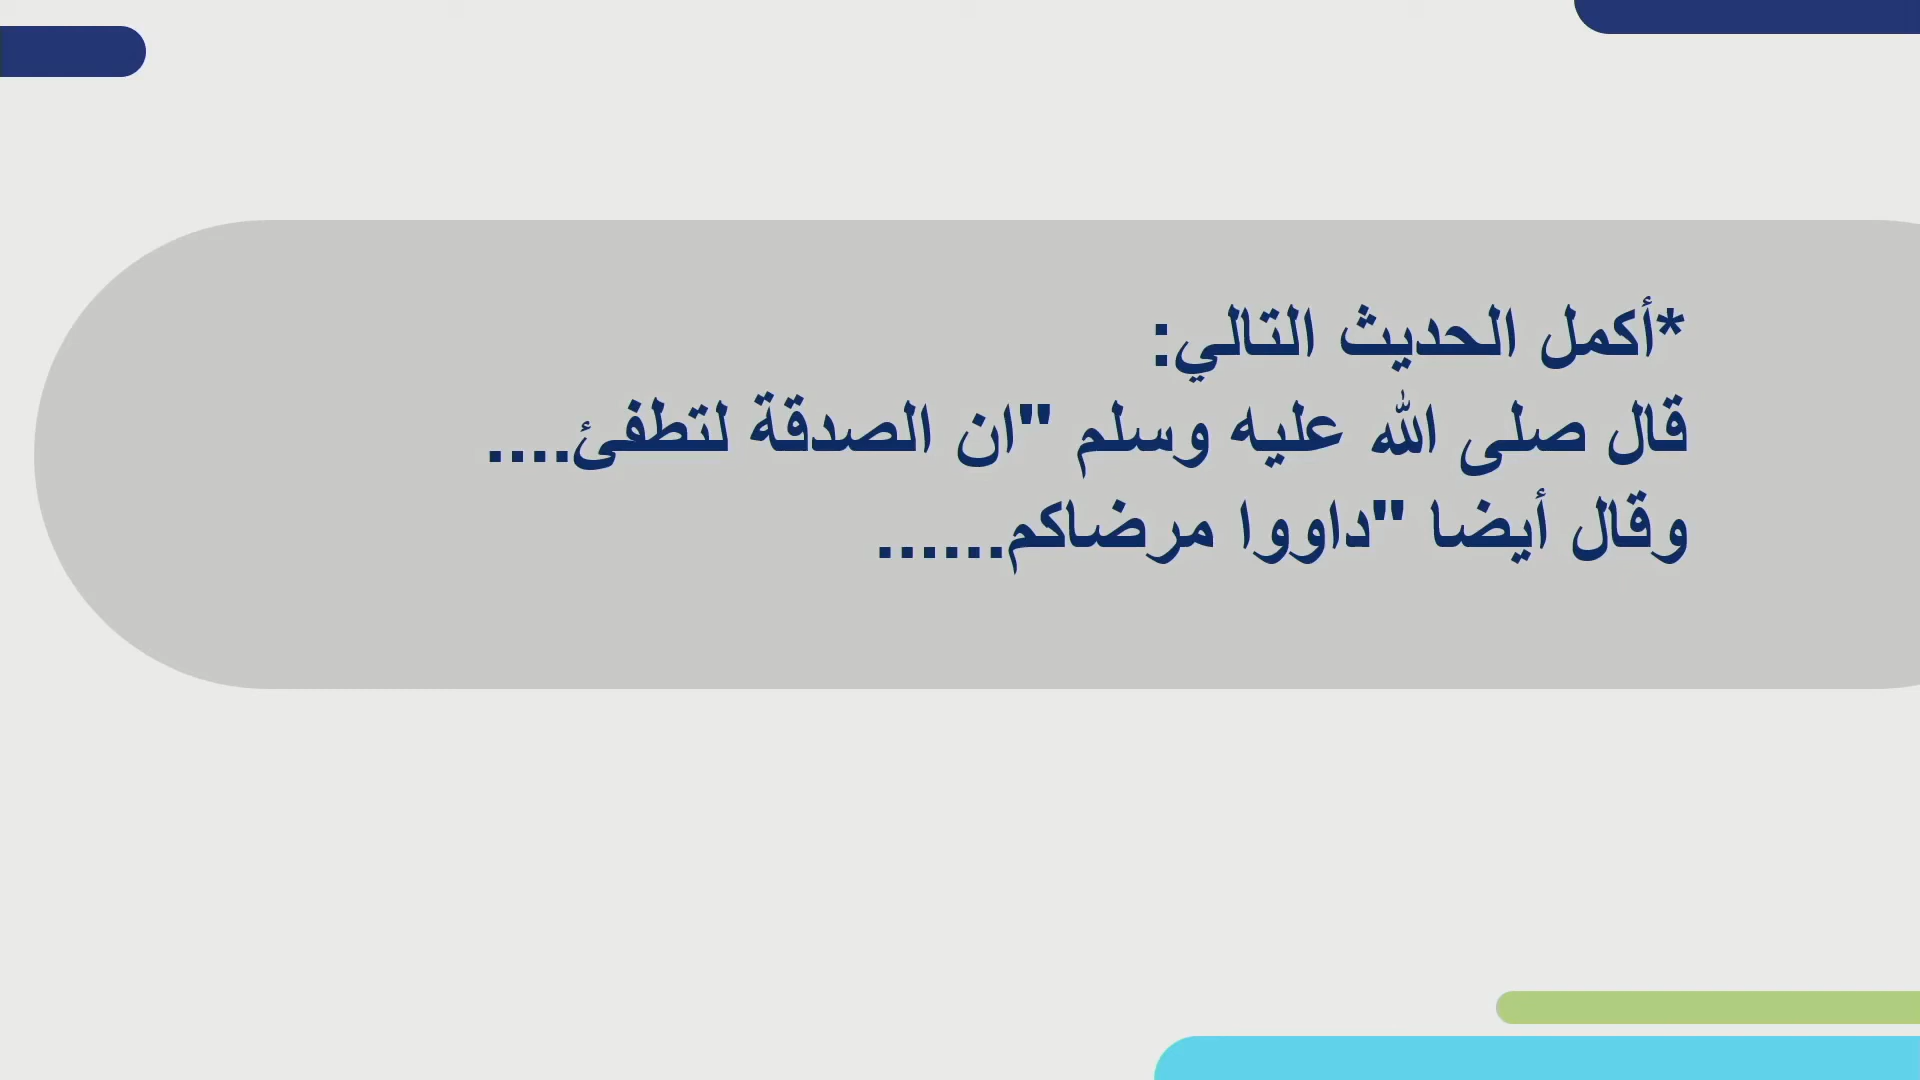 *أكمل الحديث التالي:
قال صلى الله عليه وسلم "ان الصدقة لتطفئ....
وقال أيضا "داووا مرضاكم......